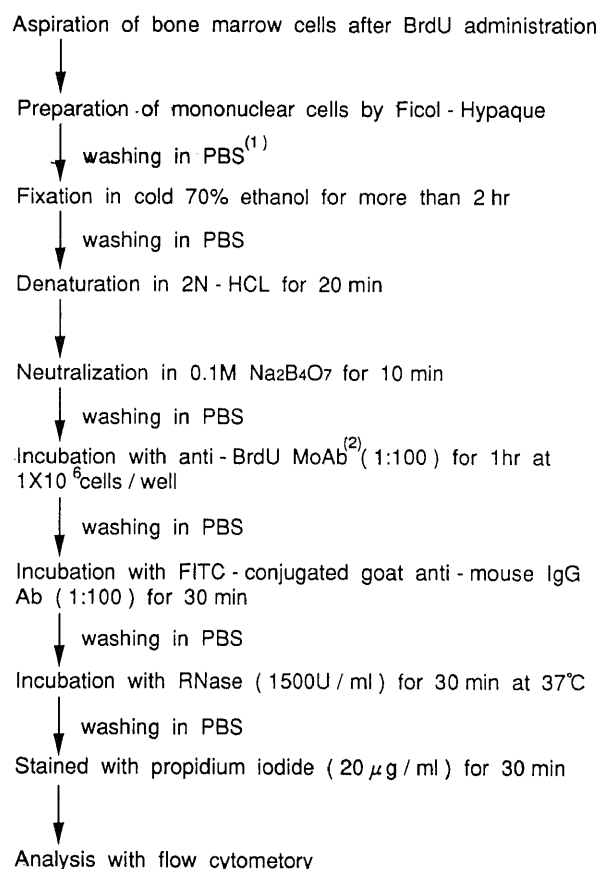 Aspiration of bone marrow cells after BrdU administration
Preparation of mononuclear cells by Ficol - Hypaque
washing in PBS(1)
Fixation in cold 70% ethanol for more than 2 hr
washing in PBS
Denaturation in 2N - HCL for 20 min
Neutralization in 0.1M Na2B4O7 for 10 min
washing in PBS
Incubation with anti - BrdU MoAb(2) ( 1:100 ) for 1hr at
1X10 6 cells / well
washing in PBS
Incubation with FITC - conjugated goat anti - mouse IgG
Ab ( 1:100 ) for 30 min
washing in PBS
Incubation with RNase ( 1500U / ml ) for 30 min at 37℃
washing in PBS
Stained with propidium iodide ( 20 μg / ml ) for 30 min
Analysis with flow cytometory